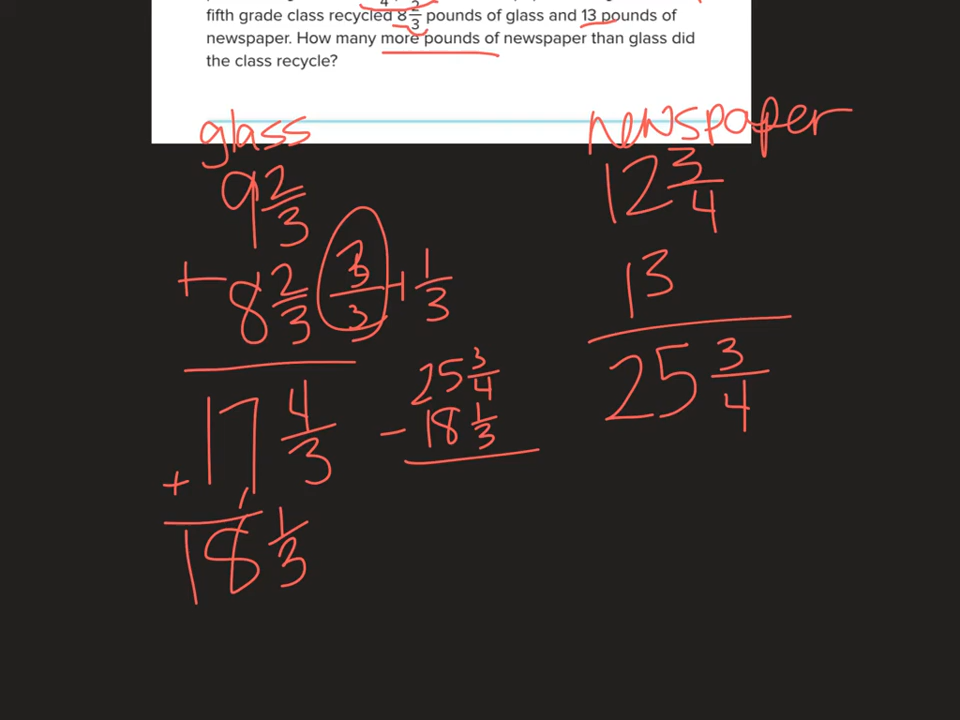 fifth grade class recycled 8 2/3 pounds of glass and 13 pounds of
newspaper. How many more pounds of newspaper than glass did
the class recycle?
glass
newspaper
9 2/3
12 3/4
+ 8 2/3 3/3 + 1/3
13
25 3/4
17 4/3
25 3/4
- 18 1/3
+ 1
18 1/3